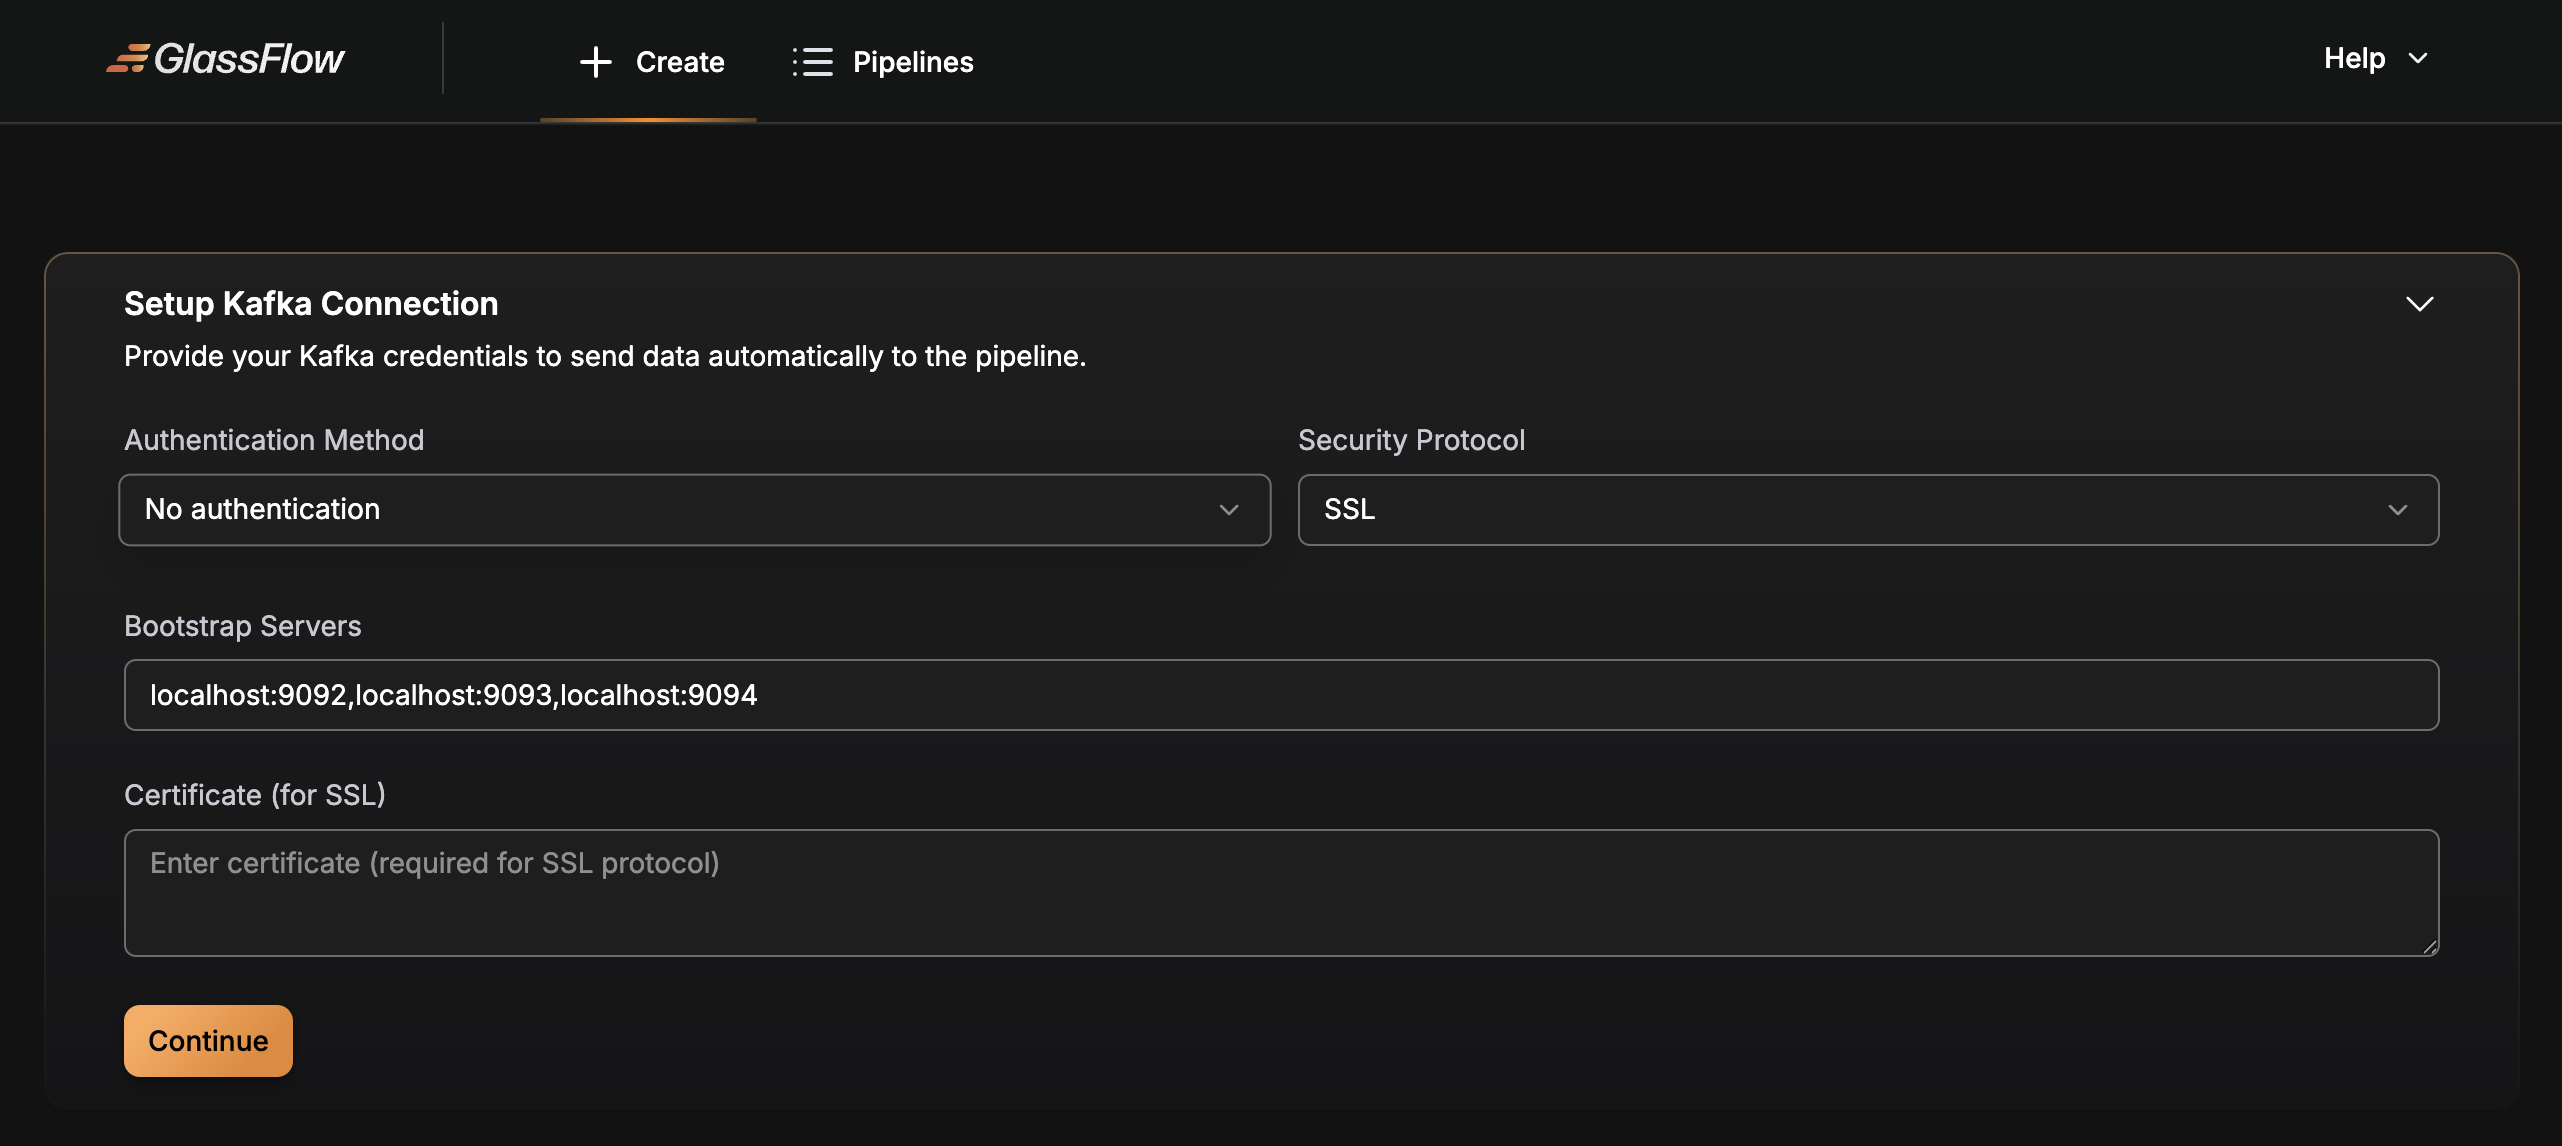 GlassFlow
Create
Pipelines
Help
Setup Kafka Connection
Provide your Kafka credentials to send data automatically to the pipeline.
Authentication Method
Security Protocol
No authentication
SSL
Bootstrap Servers
localhost:9092,localhost:9093,localhost:9094
Certificate (for SSL)
Enter certificate (required for SSL protocol)
Continue